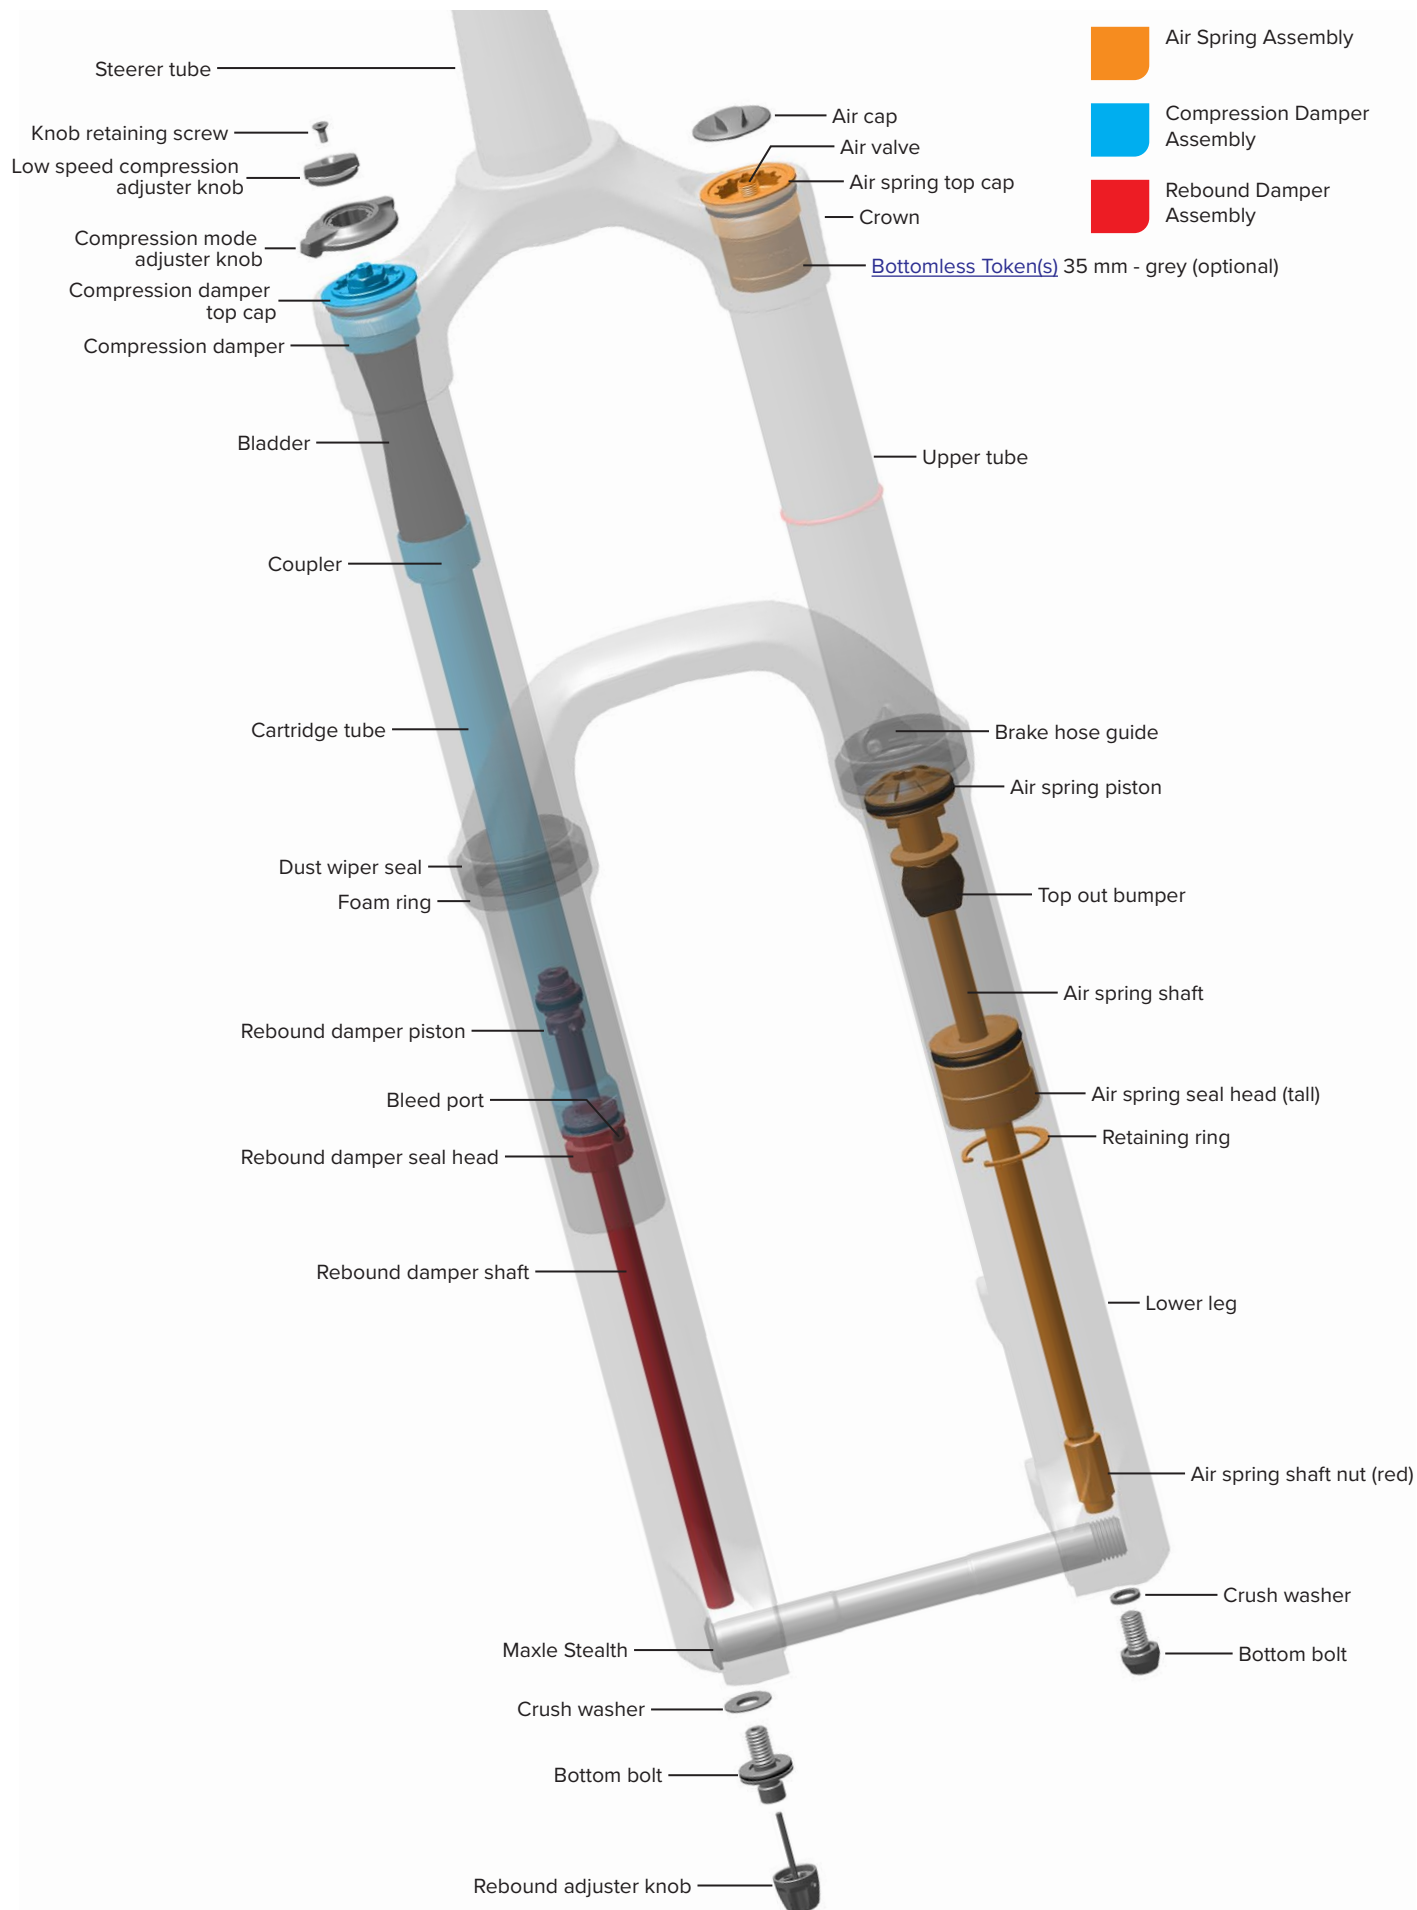 Steerer tube
Knob retaining screw
Low speed compression
adjuster knob
Compression mode
adjuster knob
Compression damper
top cap
Compression damper
Bladder
Coupler
Cartridge tube
Dust wiper seal
Foam ring
Rebound damper piston
Bleed port
Rebound damper seal head
Rebound damper shaft
Maxle Stealth
Crush washer
Bottom bolt
Rebound adjuster knob
Air Spring Assembly
Compression Damper
Assembly
Rebound Damper
Assembly
Air cap
Air valve
Air spring top cap
Crown
Bottomless Token(s) 35 mm - grey (optional)
Upper tube
Brake hose guide
Air spring piston
Top out bumper
Air spring shaft
Air spring seal head (tall)
Retaining ring
Lower leg
Air spring shaft nut (red)
Crush washer
Bottom bolt